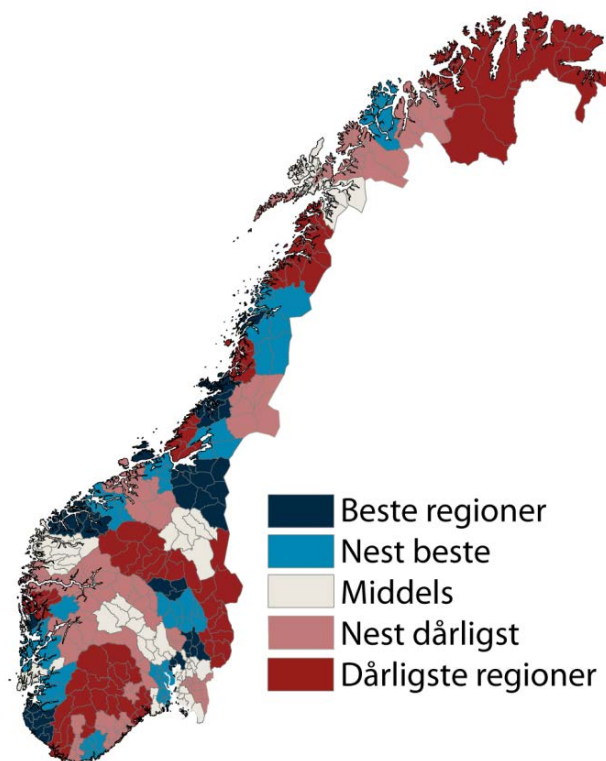 Beste regioner
Nest beste
Middels
Nest dårligst
Dårligste regioner